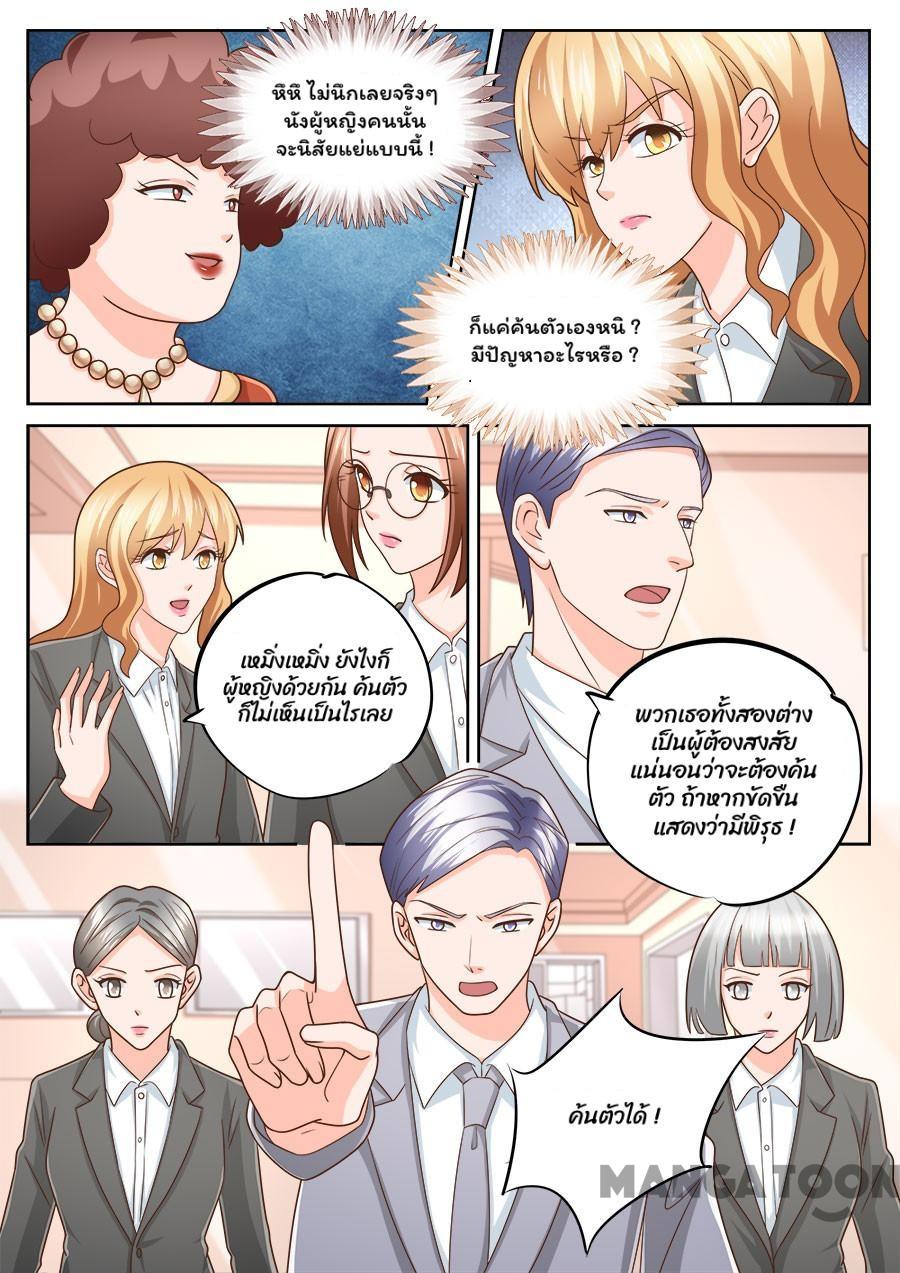 หึหึ ไม่นึกเลยจริงๆ
นังผู้หญิงคนนั้น
จะนิสัยแย่แบบนี้ !
ก็แค่ค้นตัวเองหนิ ?
มีปัญหาอะไรหรือ ?
เหมิ่งเหมิ่ง ยังไงก็
ผู้หญิงด้วยกัน ค้นตัว
ก็ไม่เห็นเป็นไรเลย
พวกเธอทั้งสองต่าง
เป็นผู้ต้องสงสัย
แน่นอนว่าจะต้องค้น
ตัว ถ้าหากขัดขืน
แสดงว่ามีพิรุธ !
ค้นตัวได้ !
MANGATOON